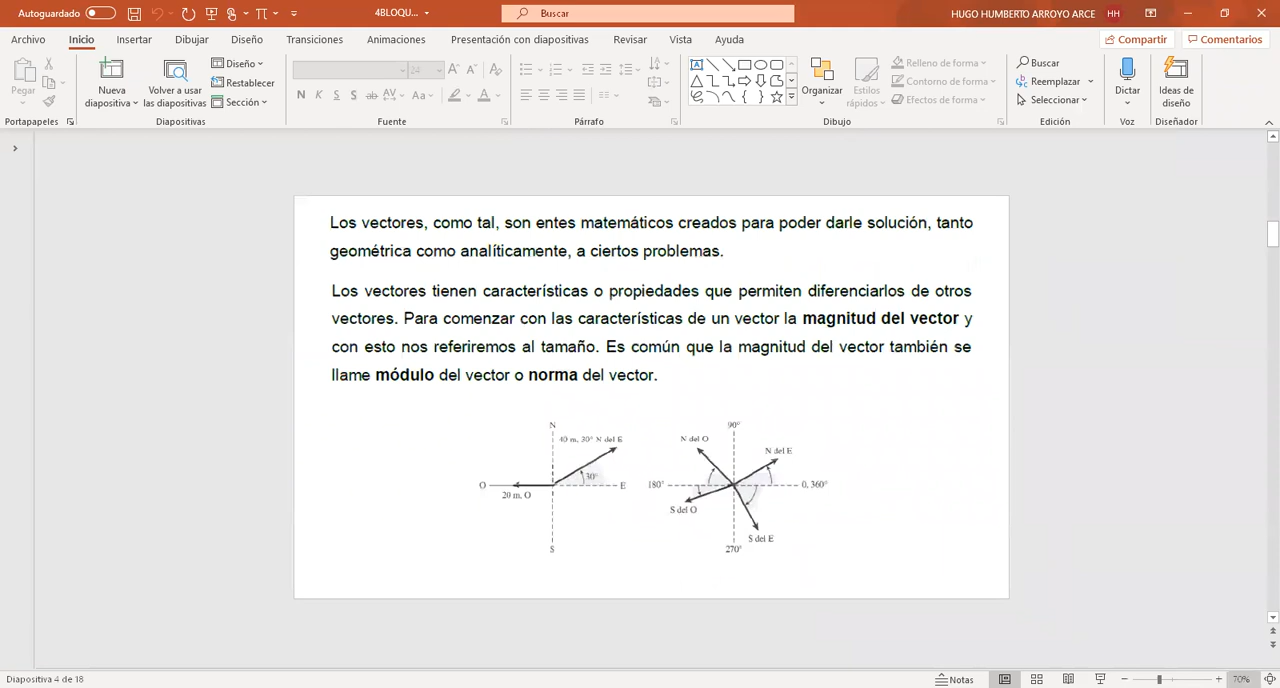 Autoguardado
4BLOQU...
Buscar
HUGO HUMBERTO ARROYO ARCE HH
Archivo Inicio Insertar Dibujar Diseño Transiciones Animaciones Presentación con diapositivas Revisar Vista Ayuda Compartir Comentarios
Pegar
Nueva diapositiva
Volver a usar las diapositivas
Diseño
Restablecer
Sección
24
N K S S ab AV Aa A
Organizar
Estilos rápidos
Relleno de forma
Contorno de forma
Efectos de forma
Buscar
Reemplazar
Seleccionar
Dictar
Ideas de diseño
Portapapeles Diapositivas Fuente Párrafo Dibujo Edición Voz Diseñador
Los vectores, como tal, son entes matemáticos creados para poder darle solución, tanto
geométrica como analíticamente, a ciertos problemas.
Los vectores tienen características o propiedades que permiten diferenciarlos de otros
vectores. Para comenzar con las características de un vector la magnitud del vector y
con esto nos referiremos al tamaño. Es común que la magnitud del vector también se
llame módulo del vector o norma del vector.
N
40 m, 30° N del E
30°
O
E
20 m, O
S
90°
N del O
N del E
180°
0, 360°
S del O
S del E
270°
Diapositiva 4 de 18
Notas
70%